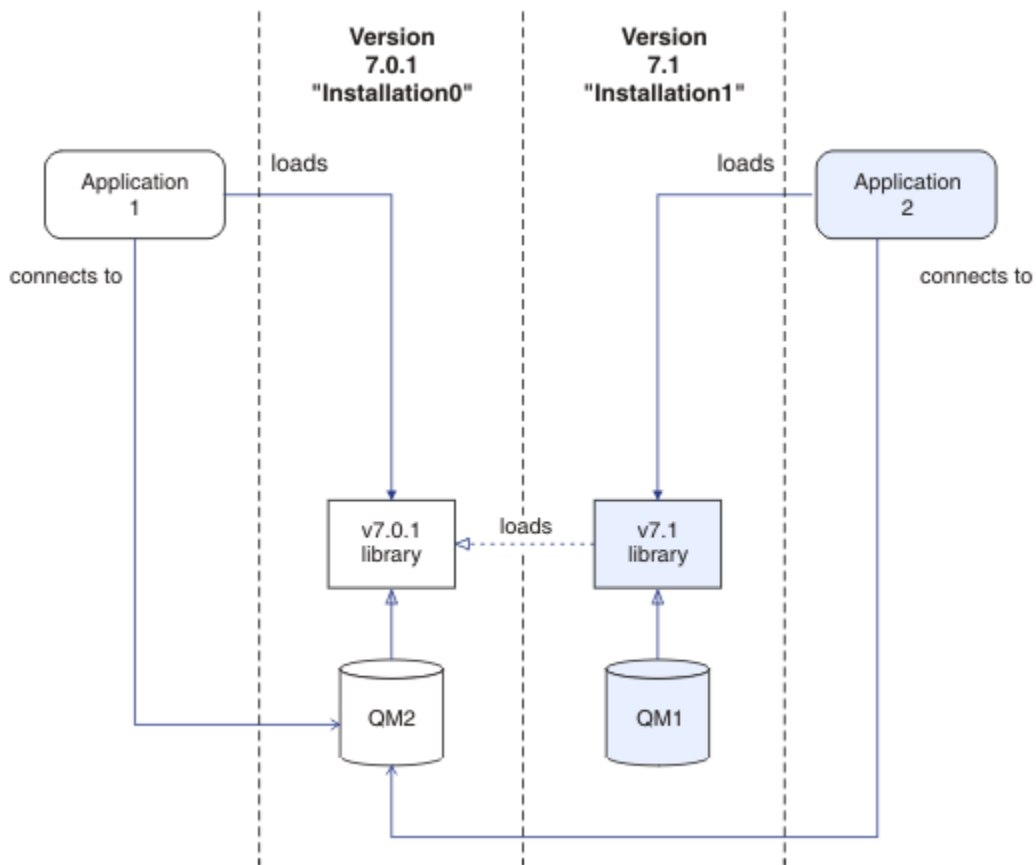 Version
7.0.1
"Installation0"
Version
7.1
"Installation1"
loads
loads
Application
1
Application
2
connects to
connects to
v7.0.1
library
loads
v7.1
library
QM2
QM1